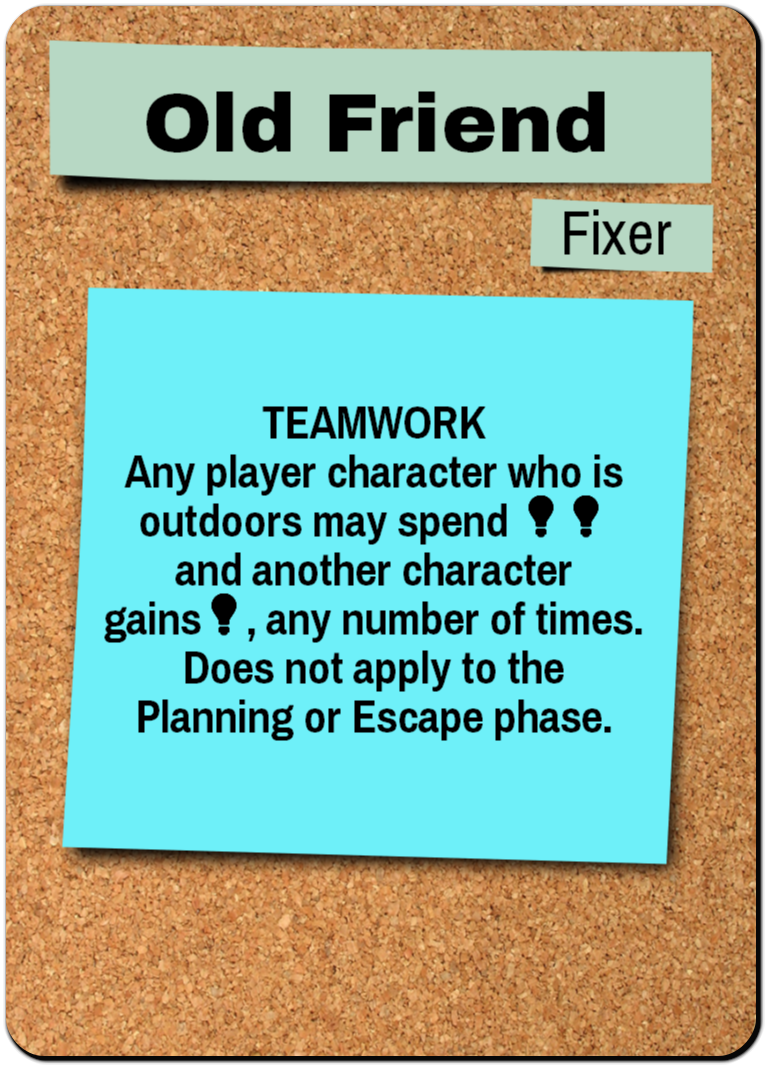 Old Friend
Fixer
TEAMWORK
Any player character who is
outdoors may spend
and another character
gains , any number of times.
Does not apply to the
Planning or Escape phase.